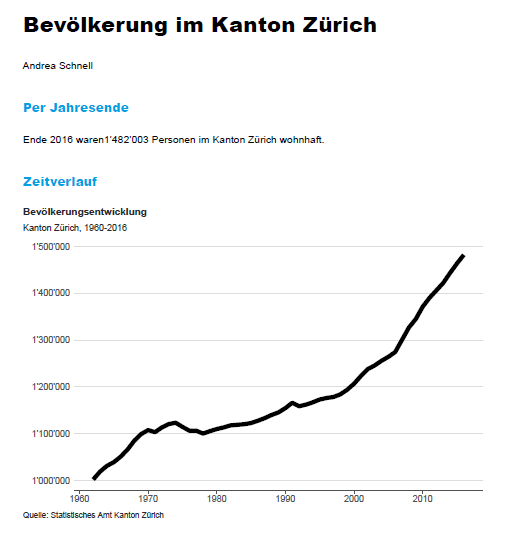 Bevölkerung im Kanton Zürich
Andrea Schnell
Per Jahresende
Ende 2016 waren1'482'003 Personen im Kanton Zürich wohnhaft.
Zeitverlauf
Bevölkerungsentwicklung
Kanton Zürich, 1960-2016
1'500'000
1'400'000
1'300'000
1'200'000
1'100'000
1'000'000
1960 1970 1980 1990 2000 2010
Quelle: Statistisches Amt Kanton Zürich